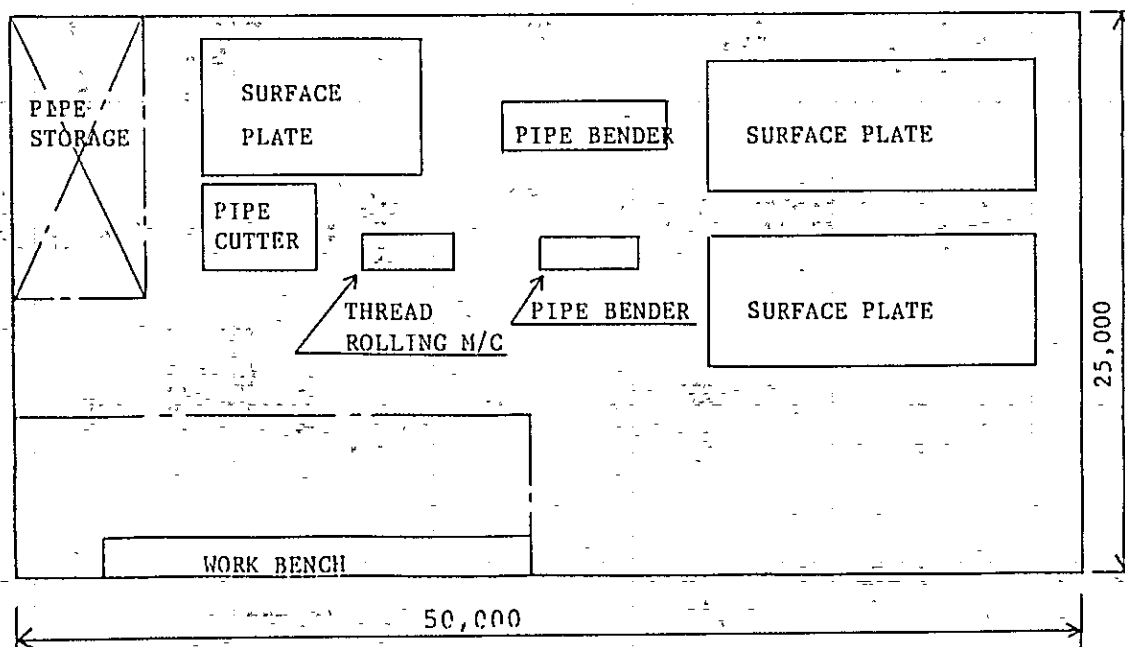 PIPE
STORAGE
SURFACE
PLATE
PIPE BENDER
SURFACE PLATE
PIPE
CUTTER
THREAD
ROLLING M/C
PIPE BENDER
SURFACE PLATE
25,000
WORK BENCH
50,000